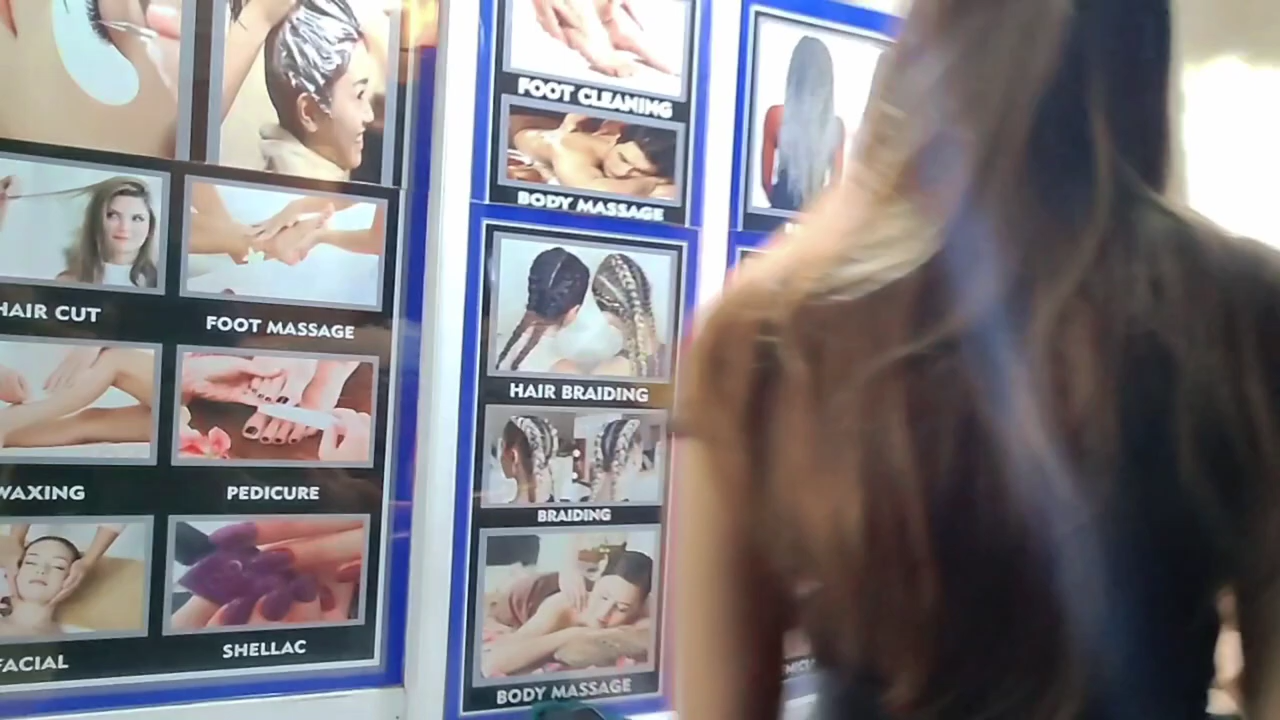 HAIR CUT
FOOT MASSAGE
WAXING
PEDICURE
FACIAL
SHELLAC
FOOT CLEANING
BODY MASSAGE
HAIR BRAIDING
BRAIDING
BODY MASSAGE